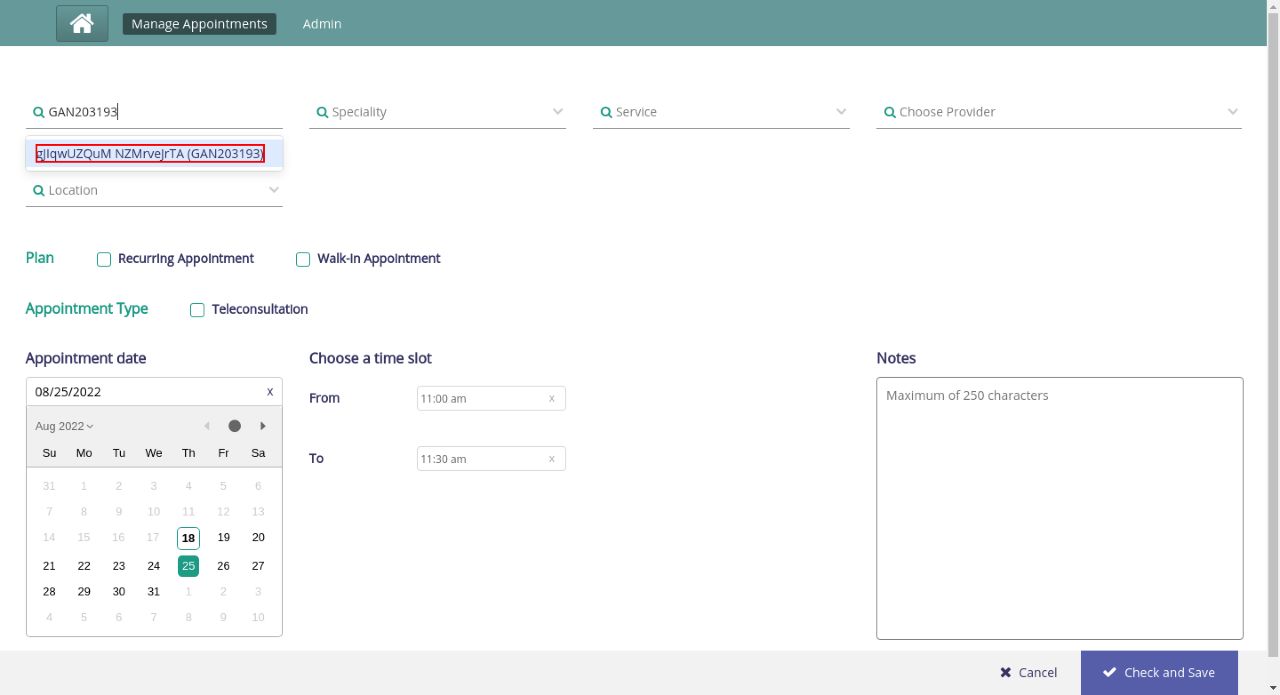 Manage Appointments Admin
GAN203193 Speciality Service Choose Provider
gJIqwUZQuM NZMrveJrTA (GAN203193)
Location
Plan Recurring Appointment Walk-in Appointment
Appointment Type Teleconsultation
Appointment date Choose a time slot Notes
08/25/2022 x
From 11:00 am x
Maximum of 250 characters
Aug 2022
Su Mo Tu We Th Fr Sa
To 11:30 am x
31 1 2 3 4 5 6
7 8 9 10 11 12 13
14 15 16 17 18 19 20
21 22 23 24 25 26 27
28 29 30 31 1 2 3
4 5 6 7 8 9 10
Cancel Check and Save